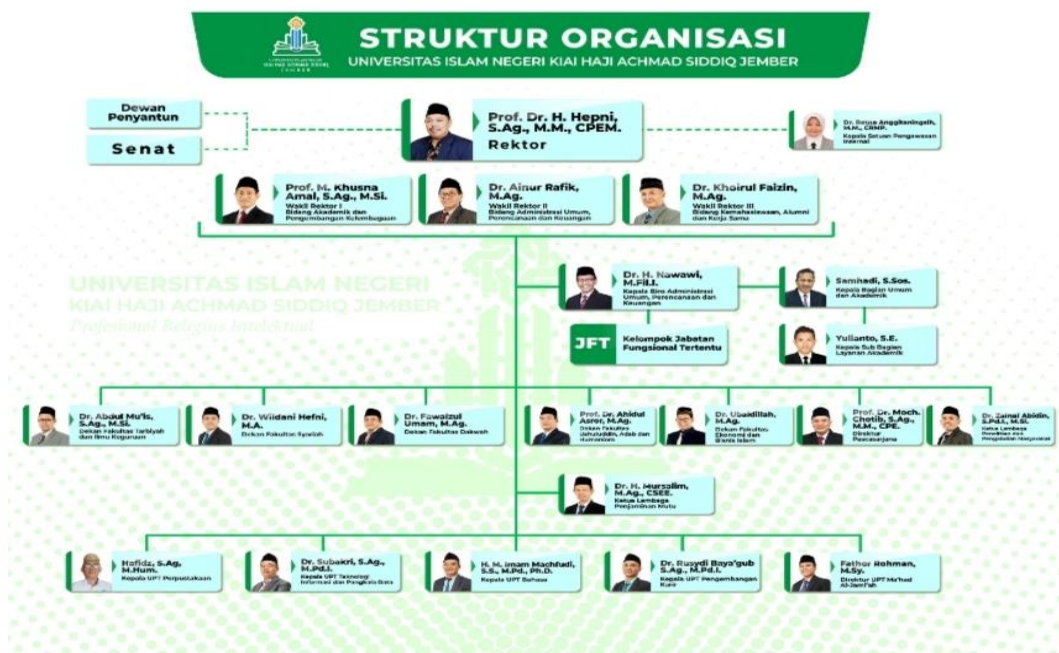 STRUKTUR ORGANISASI
UNIVERSITAS ISLAM NEGERI KIAI HAJI ACHMAD SIDDIQ JEMBER
UNIVERSITAS ISLAM NEGERI
KIAI HAJI ACHMAD SIDDIQ
JEMBER
Dewan
Penyantun
Senat
Prof. Dr. H. Hepni,
S.Ag., M.M., CPEM.
Rektor
Dr. Retna Anggitaningsih,
M.M., CRMP.
Kepala Satuan Pengawasan
Internal
Prof. M. Khusna
Amal, S.Ag., M.Si.
Wakil Rektor I
Bidang Akademik dan
Pengembangan Kelembagaan
Dr. Ainur Rafik,
M.Ag.
Wakil Rektor II
Bidang Administrasi Umum,
Perencanaan dan Keuangan
Dr. Khoirul Faizin,
M.Ag.
Wakil Rektor III
Bidang Kemahasiswaan, Alumni
dan Kerja Sama
UNIVERSITAS ISLAM NEGERI
KIAI HAJI ACHMAD SIDDIQ JEMBER
Profesional Religius Intelektual
Dr. H. Nawawi,
M.Fil.I.
Kepala Biro Administrasi
Umum, Perencanaan dan
Keuangan
Samhadi, S.Sos.
Kepala Bagian Umum
dan Akademik
JFT
Kelompok Jabatan
Fungsional Tertentu
Yulianto, S.E.
Kepala Sub Bagian
Layanan Akademik
Dr. Abdul Mu'is,
S.Ag., M.Si.
Dekan Fakultas Tarbiyah
dan Ilmu Keguruan
Dr. Wildani Hefni,
M.A.
Dekan Fakultas Syariah
Dr. Fawaizul
Umam, M.Ag.
Dekan Fakultas Dakwah
Prof. Dr. Ahidul
Asror, M.Ag.
Dekan Fakultas
Ushuluddin, Adab dan
Humaniora
Dr. Ubaidillah,
M.Ag.
Dekan Fakultas
Ekonomi dan
Bisnis Islam
Prof. Dr. Moch.
Chotib, S.Ag.,
M.M., CPE.
Direktur
Pascasarjana
Dr. Zainal Abidin,
S.Pd.I., M.Si.
Ketua Lembaga
Penelitian dan
Pengabdian Masyarakat
Dr. H. Mursalim,
M.Ag., CSEE.
Ketua Lembaga
Penjaminan Mutu
Hafidz, S.Ag,
M.Hum.
Kepala UPT Perpustakaan
Dr. Subakri, S.Ag.,
M.Pd.I.
Kepala UPT Teknologi
Informasi dan Pangkala Data
H. M. Imam Machfudi,
S.S., M.Pd., Ph.D.
Kepala UPT Bahasa
Dr. Rusydi Baya'gub
S.Ag., M.Pd.I.
Kepala UPT Pengembangan
Karir
Fathor Rohman,
M.Sy.
Direktur UPT Ma'had
Al-Jami'ah